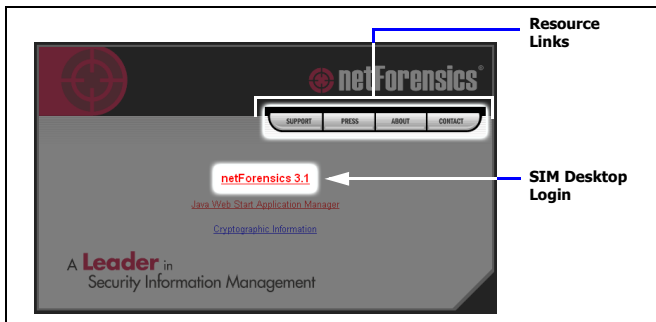 Resource
Links
netForensics®
SUPPORT PRESS ABOUT CONTACT
netForensics 3.1
SIM Desktop
Login
Java Web Start Application Manager
Cryptographic Information
A Leader in
Security Information Management